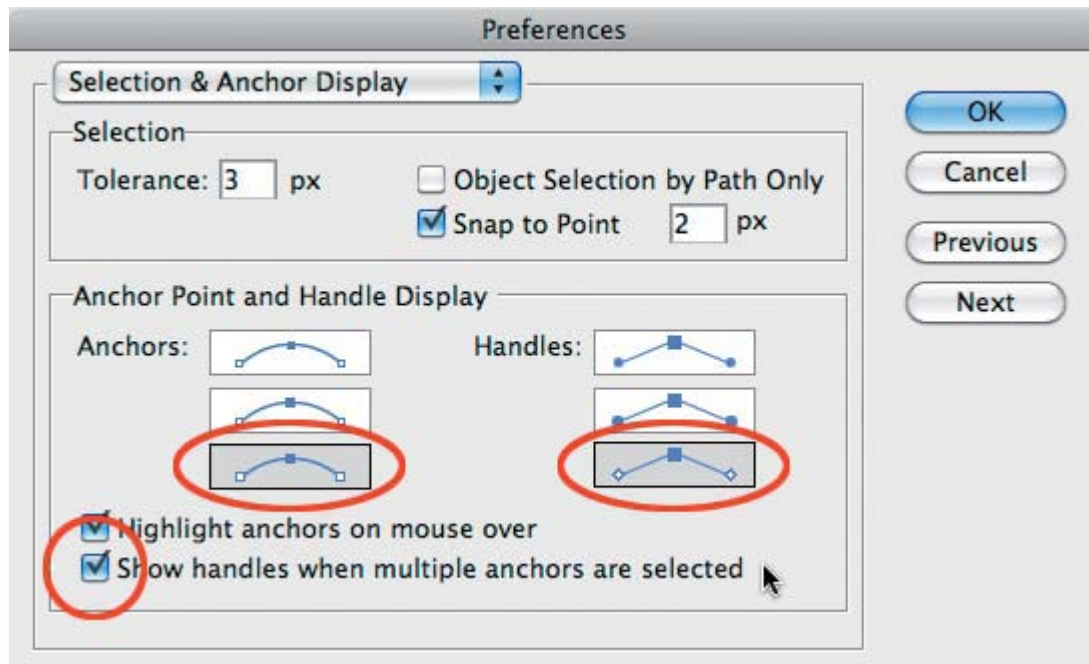 Preferences
Selection & Anchor Display
OK
Selection
Tolerance: 3 px
Object Selection by Path Only
Cancel
Snap to Point 2 px
Previous
Anchor Point and Handle Display
Next
Anchors:
Handles:
Highlight anchors on mouse over
Show handles when multiple anchors are selected